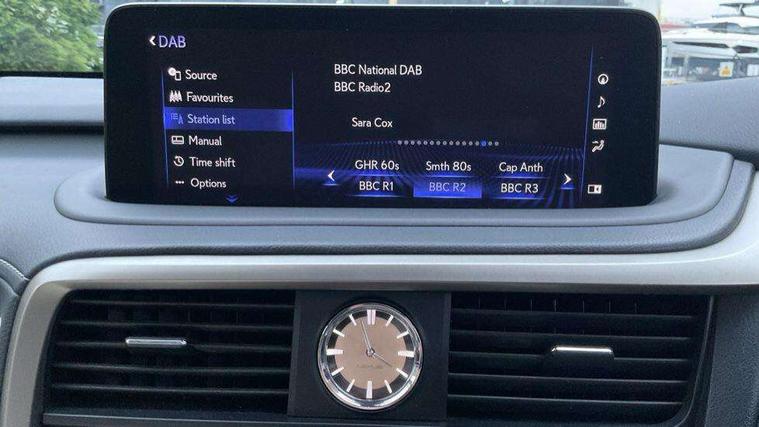 DAB
Source
Favourites
Station list
Manual
Time shift
Options
BBC National DAB
BBC Radio2
Sara Cox
GHR 60s Smth 80s Cap Anth
BBC R1 BBC R2 BBC R3
LEXUS